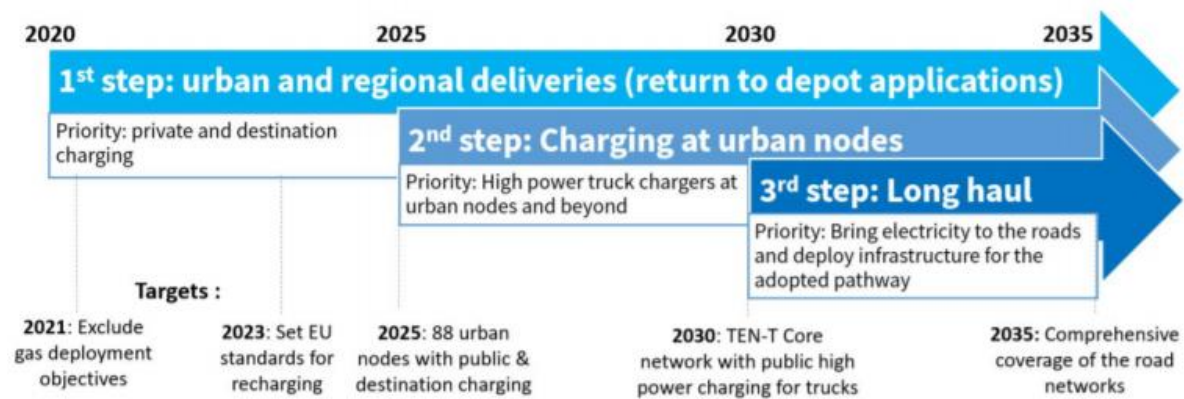 2020 2025 2030 2035
1st step: urban and regional deliveries (return to depot applications)
Priority: private and destination
charging
2nd step: Charging at urban nodes
Priority: High power truck chargers at
urban nodes and beyond
3rd step: Long haul
Priority: Bring electricity to the roads
and deploy infrastructure for the
adopted pathway
Targets :
2021: Exclude
gas deployment
objectives
2023: Set EU
standards for
recharging
2025: 88 urban
nodes with public &
destination charging
2030: TEN-T Core
network with public high
power charging for trucks
2035: Comprehensive
coverage of the road
networks